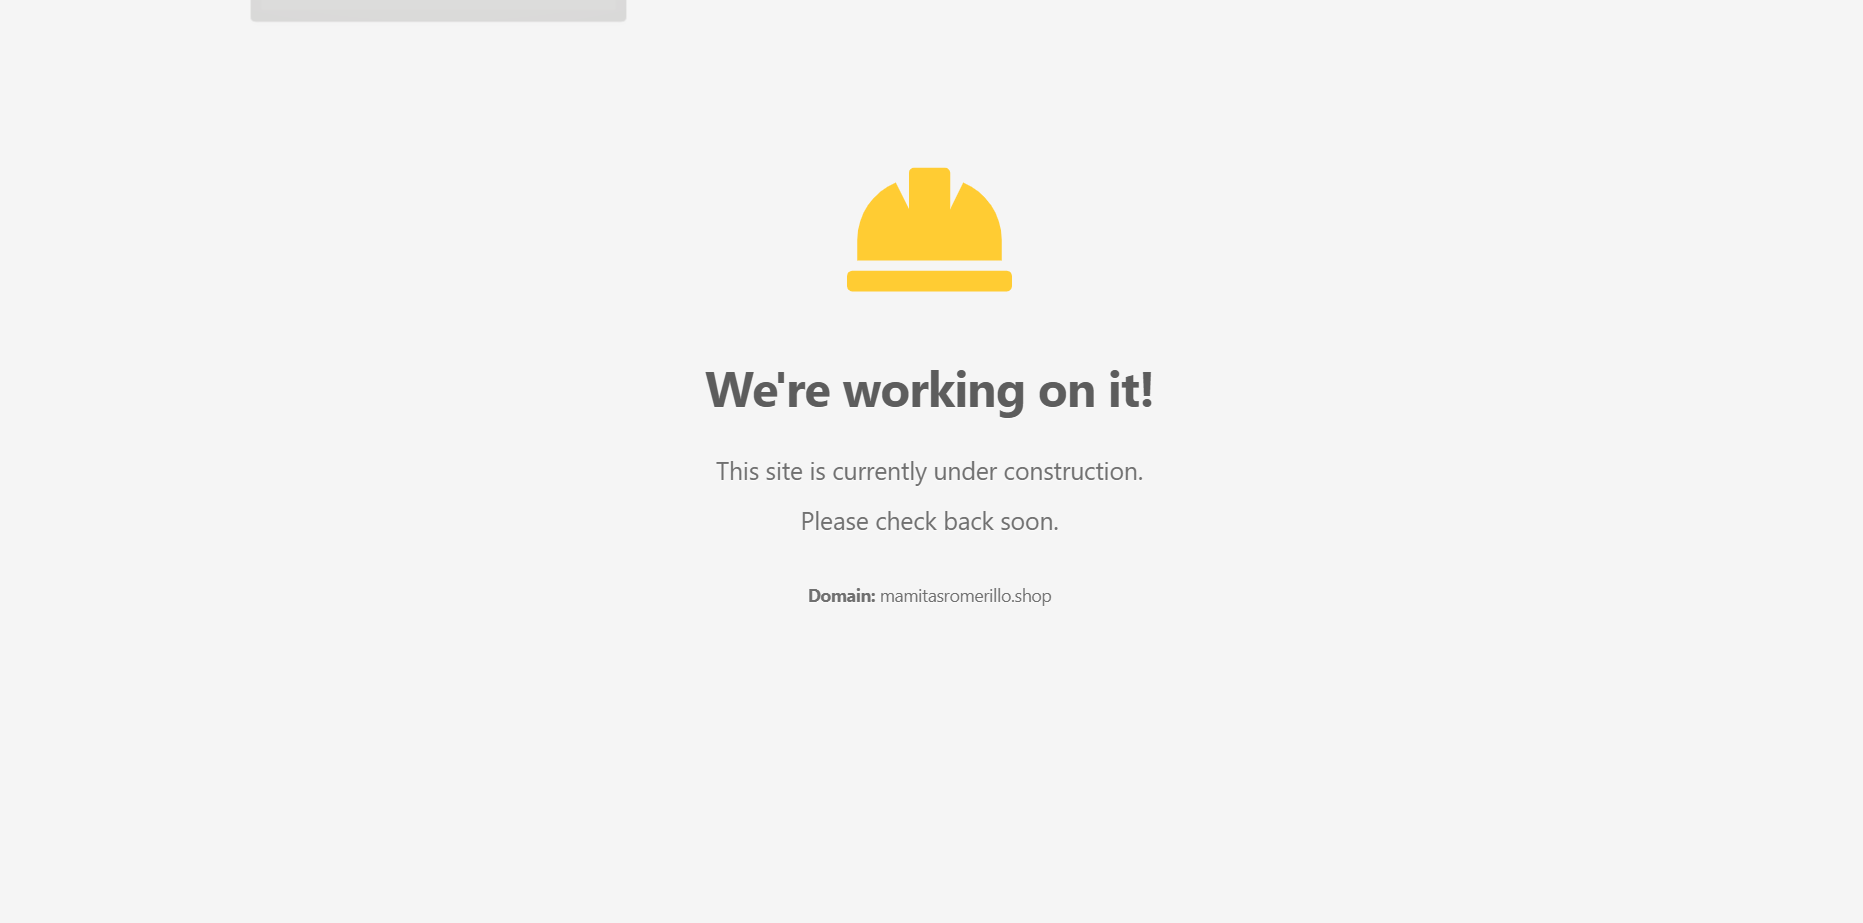 We're working on it!
This site is currently under construction.
Please check back soon.
Domain: mamitasromerillo.shop